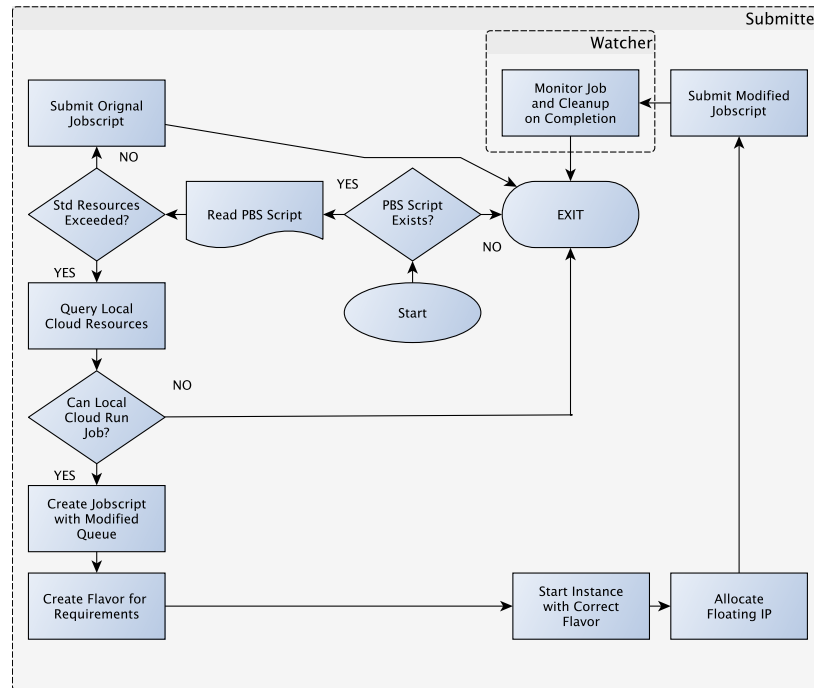 Submitte
Watcher
Submit Orignal
Jobscript
Monitor Job
and Cleanup
on Completion
Submit Modified
Jobscript
NO
YES
Std Resources
Exceeded?
Read PBS Script
PBS Script
Exists?
EXIT
NO
YES
Query Local
Cloud Resources
Start
NO
Can Local
Cloud Run
Job?
YES
Create Jobscript
with Modified
Queue
Create Flavor for
Requirements
Start Instance
with Correct
Flavor
Allocate
Floating IP